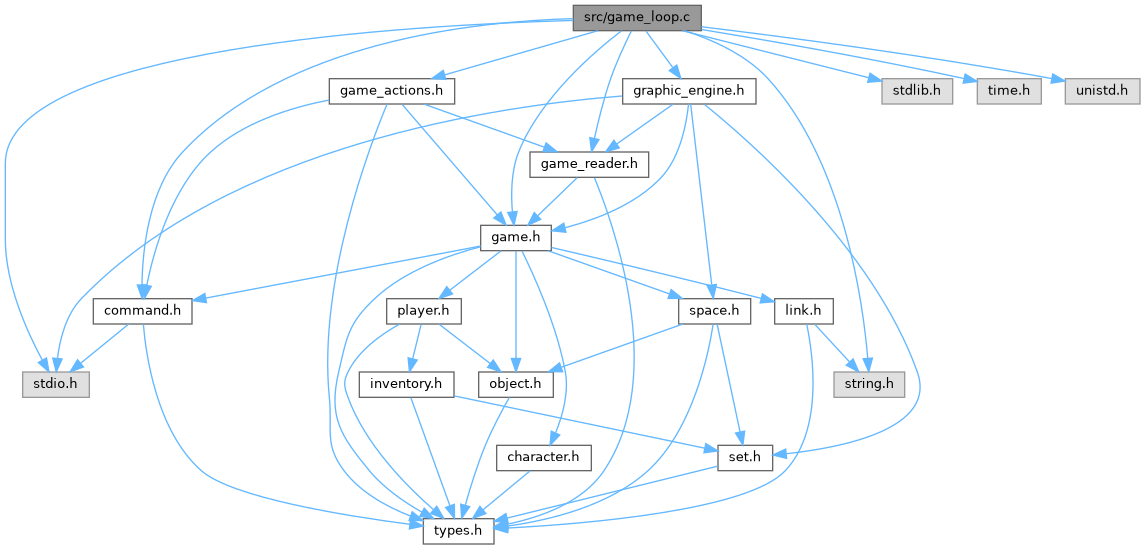 src/game_loop.c
game_actions.h
graphic_engine.h
stdlib.h
time.h
unistd.h
game_reader.h
game.h
command.h
player.h
space.h
link.h
stdio.h
inventory.h
object.h
string.h
character.h
set.h
types.h